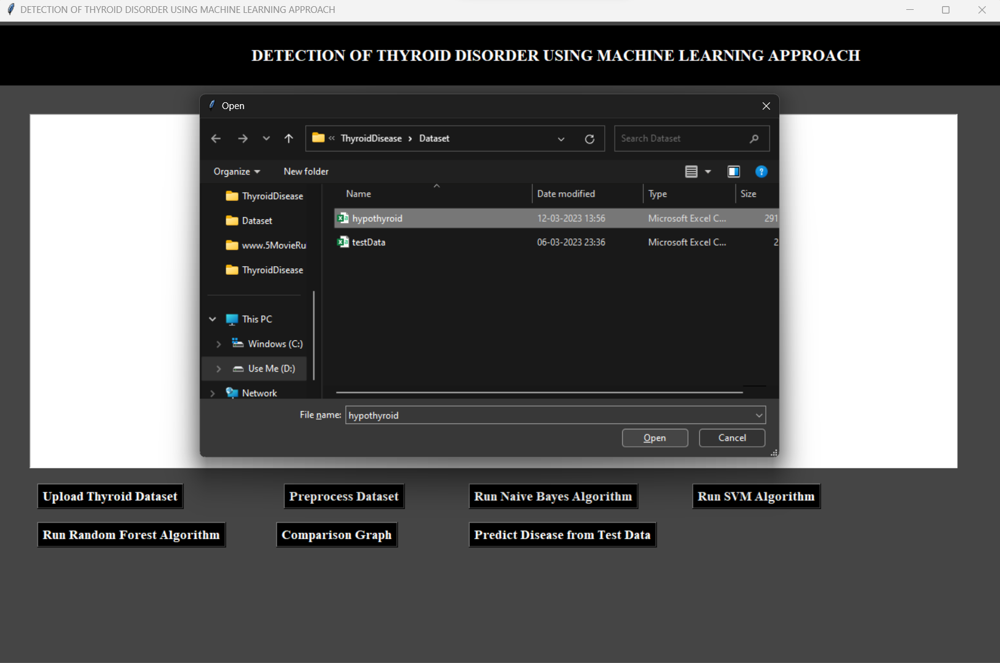 DETECTION OF THYROID DISORDER USING MACHINE LEARNING APPROACH
DETECTION OF THYROID DISORDER USING MACHINE LEARNING APPROACH
Open
« ThyroidDisease › Dataset
Search Dataset
Organize
New folder
?
ThyroidDisease
Dataset
www.5MovieRu
ThyroidDisease
This PC
Windows (C:)
Use Me (D:)
Network
Name Date modified Type Size
hypothyroid 12-03-2023 13:56 Microsoft Excel C... 291
testData 06-03-2023 23:36 Microsoft Excel C... 2
File name: hypothyroid
Open Cancel
Upload Thyroid Dataset Preprocess Dataset Run Naive Bayes Algorithm Run SVM Algorithm
Run Random Forest Algorithm Comparison Graph Predict Disease from Test Data